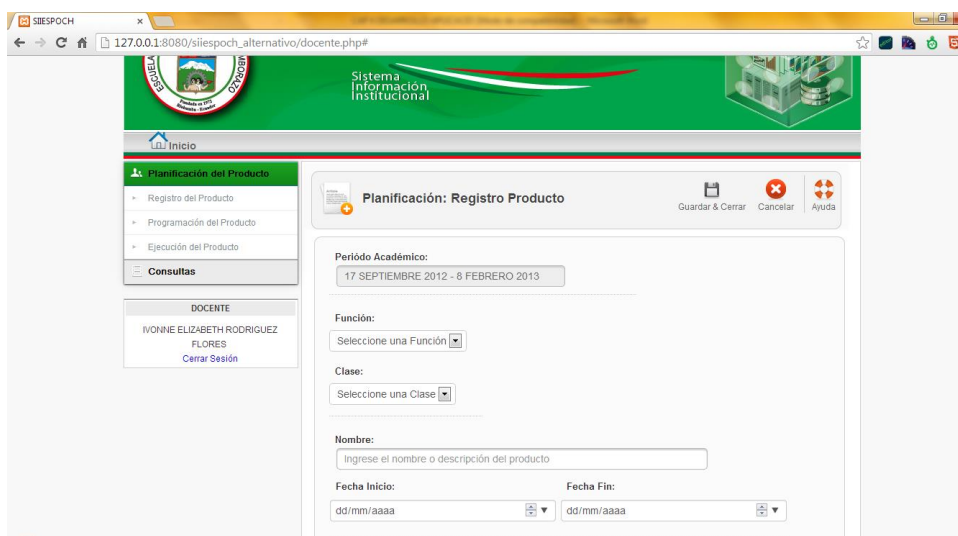 SIIESPOCH
127.0.0.1:8080/siiespoch_alternativo/docente.php#
Sistema
Información
Institucional
Inicio
Planificación del Producto
Registro del Producto
Programación del Producto
Ejecución del Producto
Consultas
DOCENTE
IVONNE ELIZABETH RODRIGUEZ
FLORES
Cerrar Sesión
Planificación: Registro Producto
Guardar & Cerrar Cancelar Ayuda
Periódo Académico:
17 SEPTIEMBRE 2012 - 8 FEBRERO 2013
Función:
Seleccione una Función
Clase:
Seleccione una Clase
Nombre:
Ingrese el nombre o descripción del producto
Fecha Inicio: Fecha Fin:
dd/mm/aaaa dd/mm/aaaa